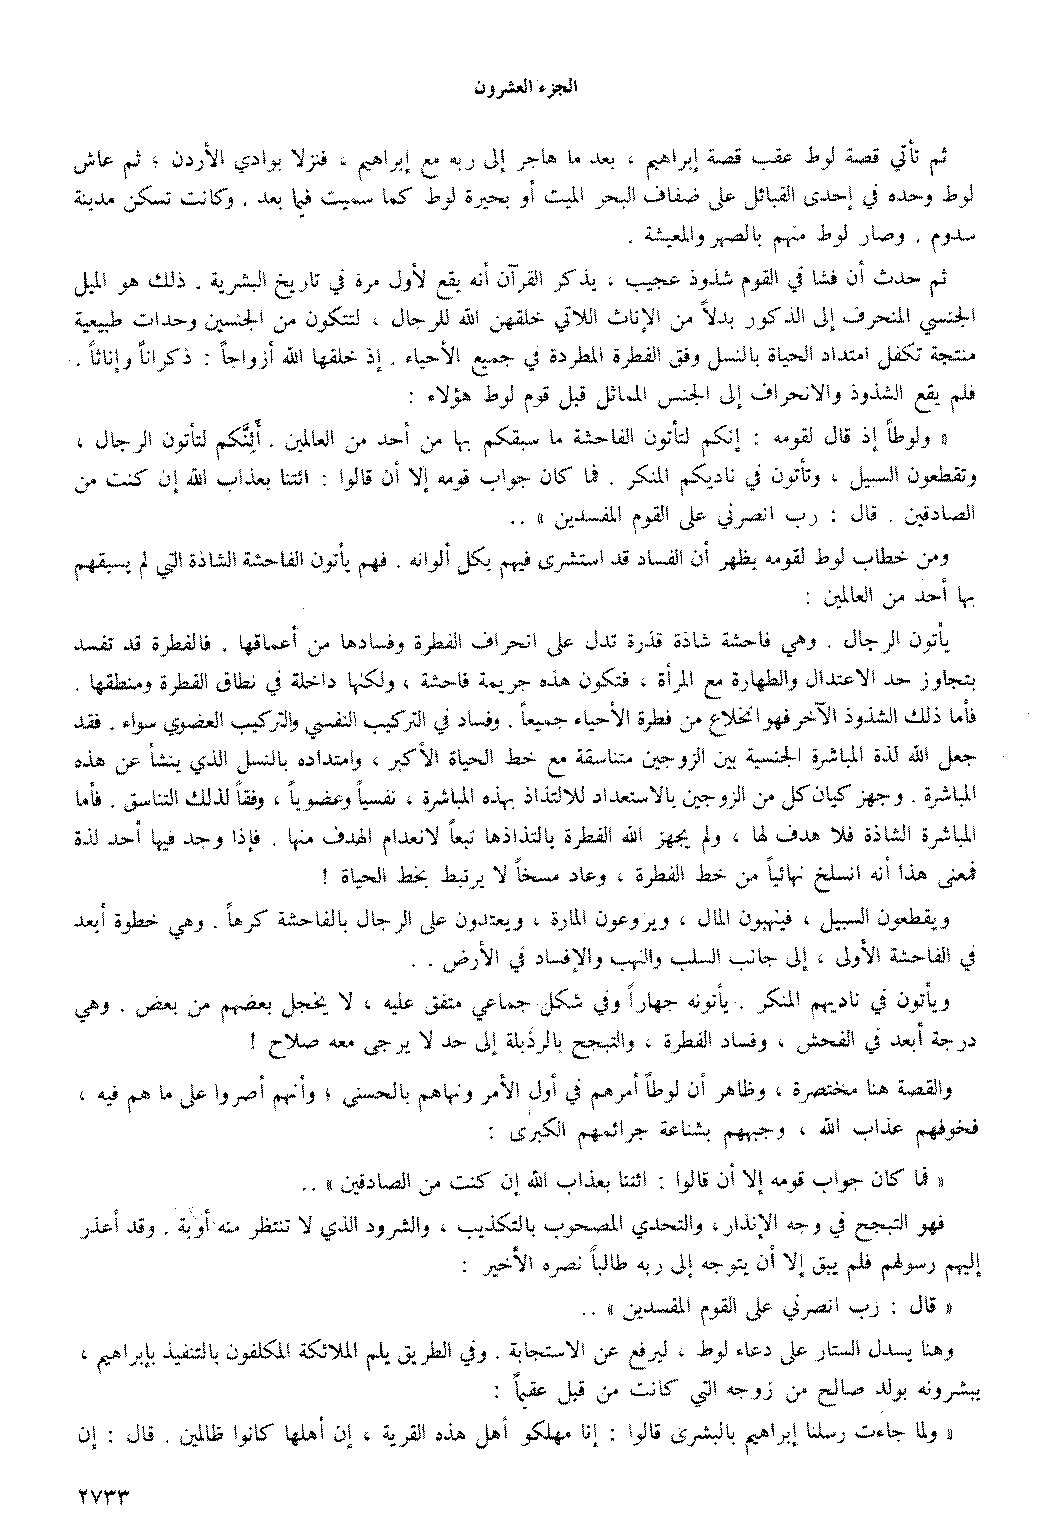 الجزء العشرون
ثم تأتي قصة لوط عقب قصة إبراهيم ، بعد ما هاجر إلى ربه مع إبراهيم ، فنزلا بوادي الأردن ؛ ثم عاش
لوط وحده في إحدى القبائل على ضفاف البحر الميت أو بحيرة لوط كما سميت فيما بعد . وكانت تسكن مدينة
سدوم . وصار لوط منهم بالصهر والمعيشة .
ثم حدث أن فشا في القوم شذوذ عجيب ، يذكر القرآن أنه يقع لأول مرة في تاريخ البشرية . ذلك هو الميل
الجنسي المنحرف إلى الذكور بدلاً من الإناث اللاتي خلقهن الله للرجال ، لتتكون من الجنسين وحدات طبيعية
منتجة تكفل امتداد الحياة بالنسل وفق الفطرة المطردة في جميع الأحياء . إذ خلقها الله أزواجاً : ذكراناً وإناثاً .
فلم يقع الشذوذ والانحراف إلى الجنس المماثل قبل قوم لوط هؤلاء :
« ولوطاً إذ قال لقومه : إنكم لتأتون الفاحشة ما سبقكم بها من أحد من العالمين . أَئِنَّكم لتأتون الرجال ،
وتقطعون السبيل ، وتأتون في ناديكم المنكر . فما كان جواب قومه إلا أن قالوا : ائتنا بعذاب الله إن كنت من
الصادقين . قال : رب انصرني على القوم المفسدين » ..
ومن خطاب لوط لقومه يظهر أن الفساد قد استشرى فيهم بكل ألوانه . فهم يأتون الفاحشة الشاذة التي لم يسبقهم
بها أحد من العالمين :
يأتون الرجال . وهي فاحشة شاذة قذرة تدل على انحراف الفطرة وفسادها من أعماقها . فالفطرة قد تفسد
بتجاوز حد الاعتدال والطهارة مع المرأة ، فتكون هذه جريمة فاحشة ، ولكنها داخلة في نطاق الفطرة ومنطقها .
فأما ذلك الشذوذ الآخر فهو انخلاع من فطرة الأحياء جميعاً . وفساد في التركيب النفسي والتركيب العضوي سواء . فقد
جعل الله لذة المباشرة الجنسية بين الزوجين متناسقة مع خط الحياة الأكبر ، وامتداده بالنسل الذي ينشأ عن هذه
المباشرة . وجهز كيان كل من الزوجين بالاستعداد للالتذاذ بهذه المباشرة ، نفسياً وعضوياً ، وفقاً لذلك التناسق . فأما
المباشرة الشاذة فلا هدف لها ، ولم يجهز الله الفطرة بالتذاذها تبعاً لانعدام الهدف منها . فإذا وجد فيها أحد لذة
فمعنى هذا أنه انسلخ نهائياً من خط الفطرة ، وعاد مسخاً لا يرتبط بخط الحياة !
ويقطعون السبيل ، فينهبون المال ، ويروعون المارة ، ويعتدون على الرجال بالفاحشة كرهاً . وهي خطوة أبعد
في الفاحشة الأولى ، إلى جانب السلب والنهب والإفساد في الأرض . .
ويأتون في ناديهم المنكر . يأتونه جهاراً وفي شكل جماعي متفق عليه ، لا يخجل بعضهم من بعض . وهي
درجة أبعد في الفحش ، وفساد الفطرة ، والتبجح بالرذيلة إلى حد لا يرجى معه صلاح !
والقصة هنا مختصرة ، وظاهر أن لوطاً أمرهم في أول الأمر ونهاهم بالحسنى ؛ وأنهم أصروا على ما هم فيه ،
فخوفهم عذاب الله ، وجبههم بشناعة جرائمهم الكبرى :
« فما كان جواب قومه إلا أن قالوا : ائتنا بعذاب الله إن كنت من الصادقين » ..
فهو التبجح في وجه الإنذار ، والتحدي المصحوب بالتكذيب ، والشرود الذي لا تنتظر منه أوبة . وقد أعذر
إليهم رسولهم فلم يبق إلا أن يتوجه إلى ربه طالباً نصره الأخير :
« قال : رب انصرني على القوم المفسدين » ..
وهنا يسدل الستار على دعاء لوط ، ليرفع عن الاستجابة . وفي الطريق يلم الملائكة المكلفون بالتنفيذ بإبراهيم ،
يبشرونه بولد صالح من زوجه التي كانت من قبل عقيماً :
« ولما جاءت رسلنا إبراهيم بالبشرى قالوا : إنا مهلكو أهل هذه القرية ، إن أهلها كانوا ظالمين . قال : إن
٢٧٣٣